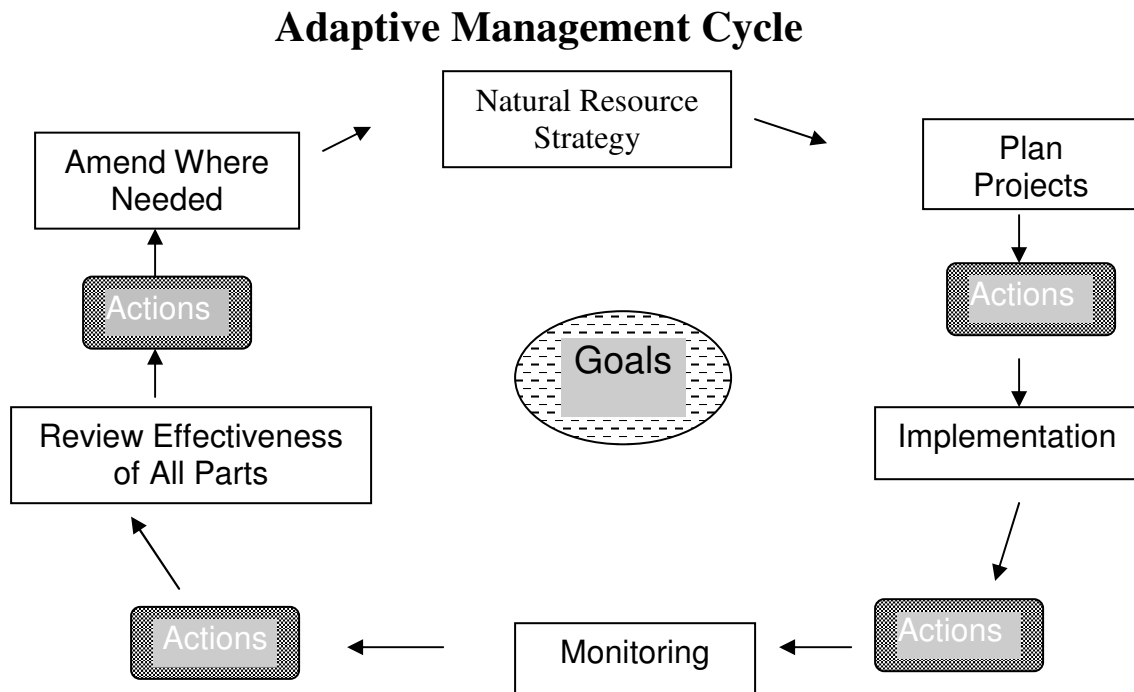 Adaptive Management Cycle
Natural Resource
Strategy
Plan
Projects
Actions
Implementation
Actions
Monitoring
Actions
Review Effectiveness
of All Parts
Actions
Amend Where
Needed
Goals